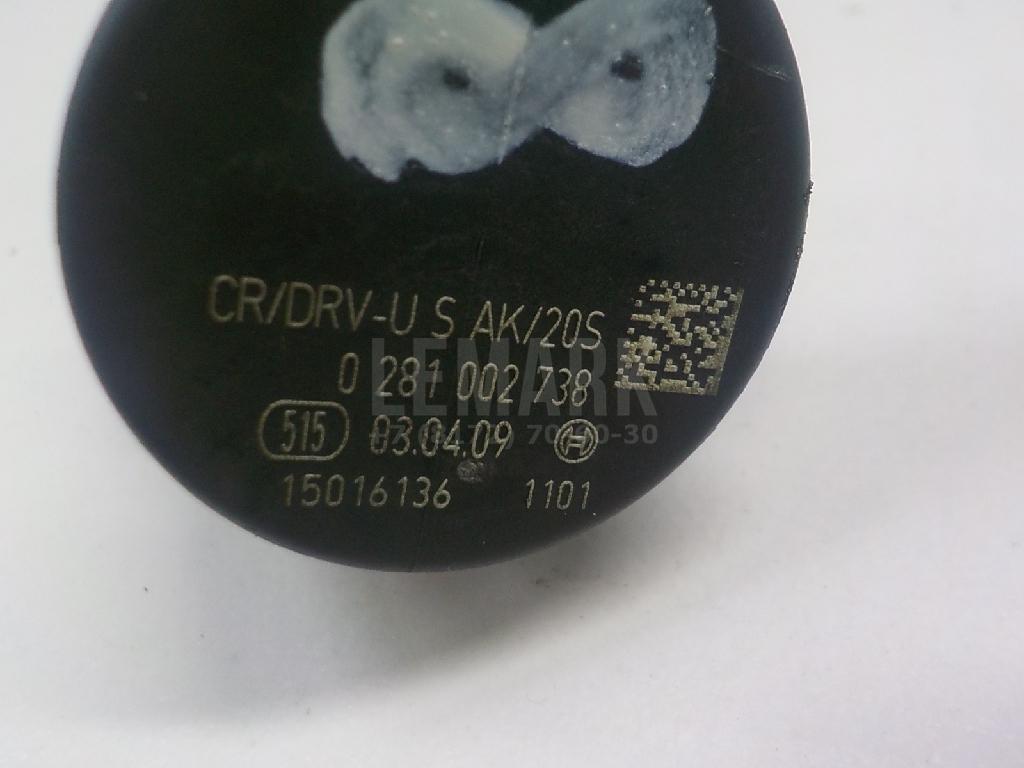 CR/DRV-U S AK/20S
0 281 002 738
515 03.04.09
15016136 1101
LEMARK